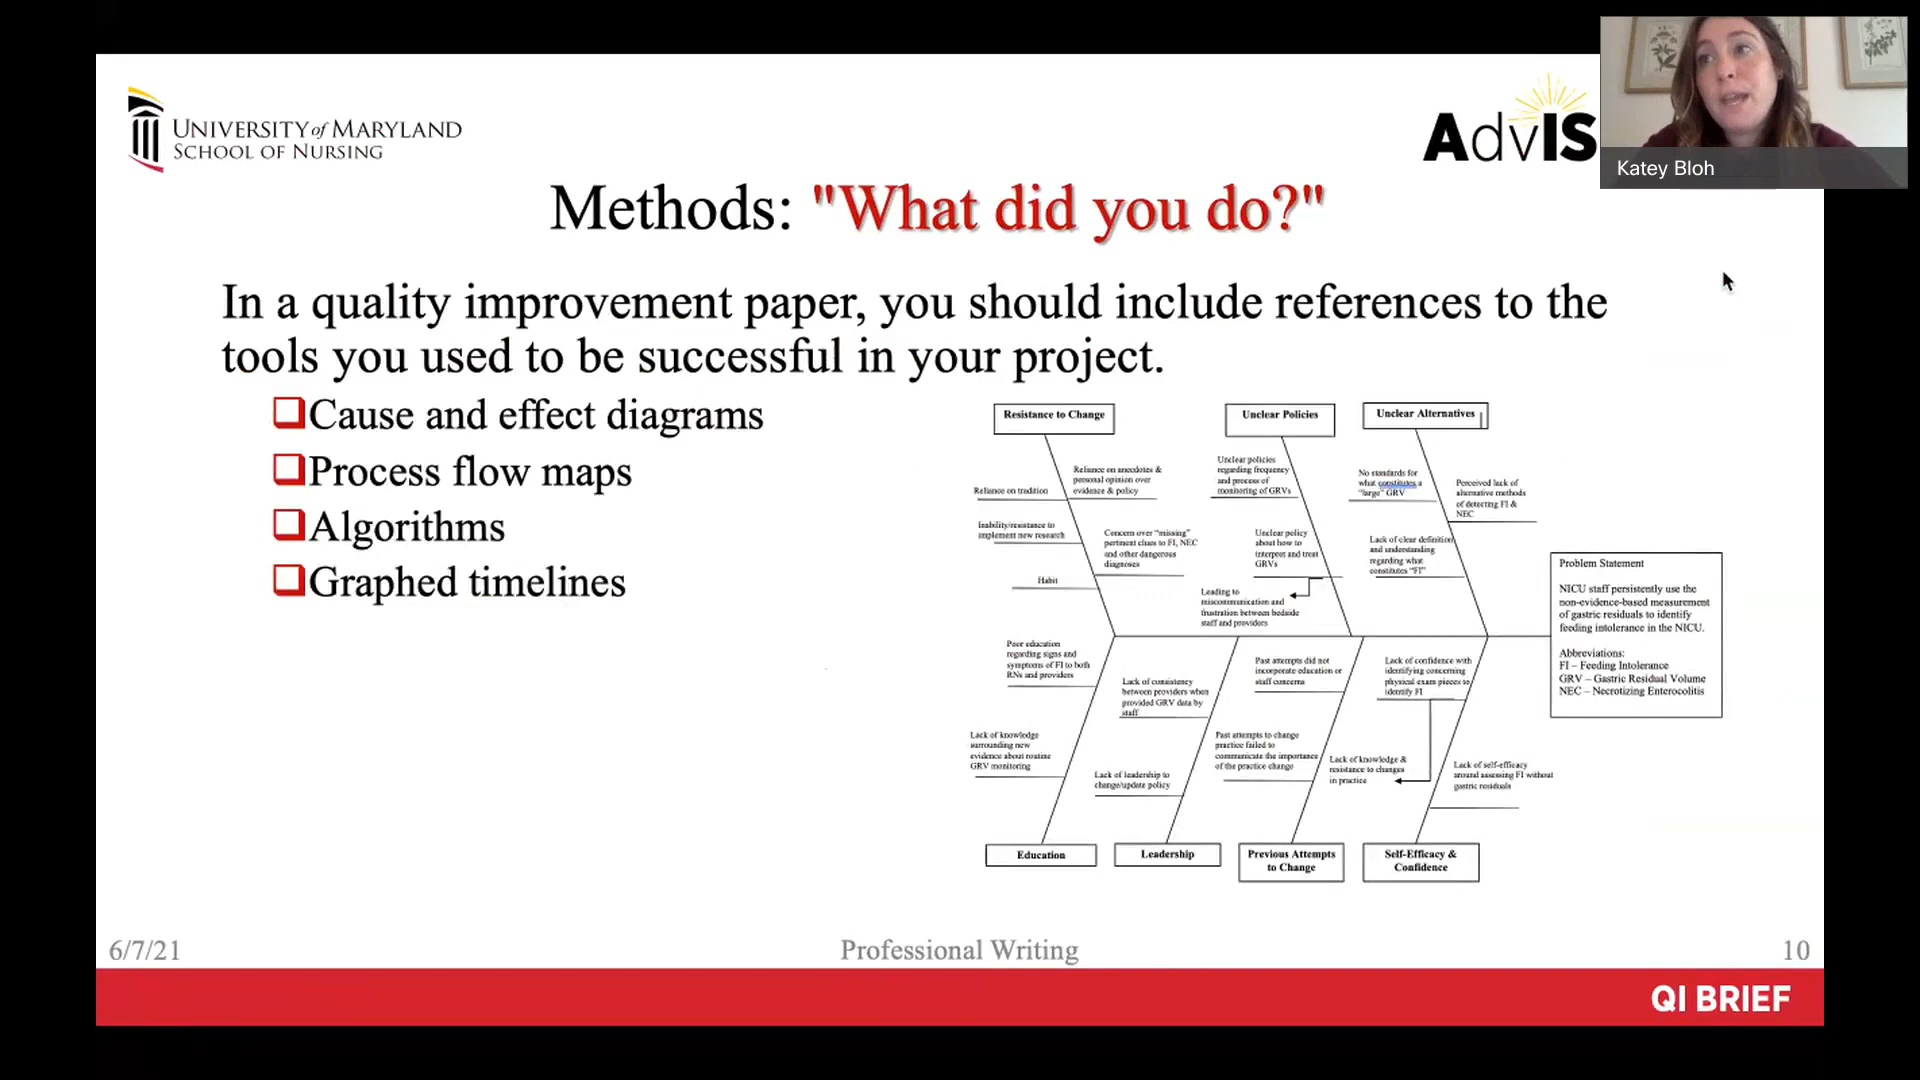 UNIVERSITY of MARYLAND
SCHOOL OF NURSING
AdvIS
Katey Bloh
Methods: "What did you do?"
In a quality improvement paper, you should include references to the
tools you used to be successful in your project.
Cause and effect diagrams
Process flow maps
Algorithms
Graphed timelines
Resistance to Change
Unclear Policies
Unclear Alternatives
Reliance on tradition
Reliance on anecdotes &
personal opinion over
evidence & policy
Inability/resistance to
implement new research
Concern over "missing"
pertinent clues to FI, NEC
and other dangerous
diagnoses
Habit
Unclear policies
regarding frequency
and process of
monitoring of GRVs
Unclear policy
about how to
interpret and treat
GRVs
Leading to
miscommunication and
frustration between bedside
staff and providers
No standards for
what constitutes a
"large" GRV
Perceived lack of
alternative methods
of detecting FI &
NEC
Lack of clear definition
and understanding
regarding what
constitutes "FI"
Problem Statement
NICU staff persistently use the
non-evidence-based measurement
of gastric residuals to identify
feeding intolerance in the NICU.
Abbreviations:
FI – Feeding Intolerance
GRV – Gastric Residual Volume
NEC – Necrotizing Enterocolitis
Poor education
regarding signs and
symptoms of FI to both
RNs and providers
Lack of knowledge
surrounding new
evidence about routine
GRV monitoring
Lack of consistency
between providers when
provided GRV data by
staff
Lack of leadership to
change/update policy
Past attempts did not
incorporate education or
staff concerns
Past attempts to change
practice failed to
communicate the importance
of the practice change
Lack of confidence with
identifying concerning
physical exam pieces to
identify FI
Lack of knowledge &
resistance to changes
in practice
Lack of self-efficacy
around assessing FI without
gastric residuals
Education
Leadership
Previous Attempts
to Change
Self-Efficacy &
Confidence
6/7/21
Professional Writing
10
QI BRIEF